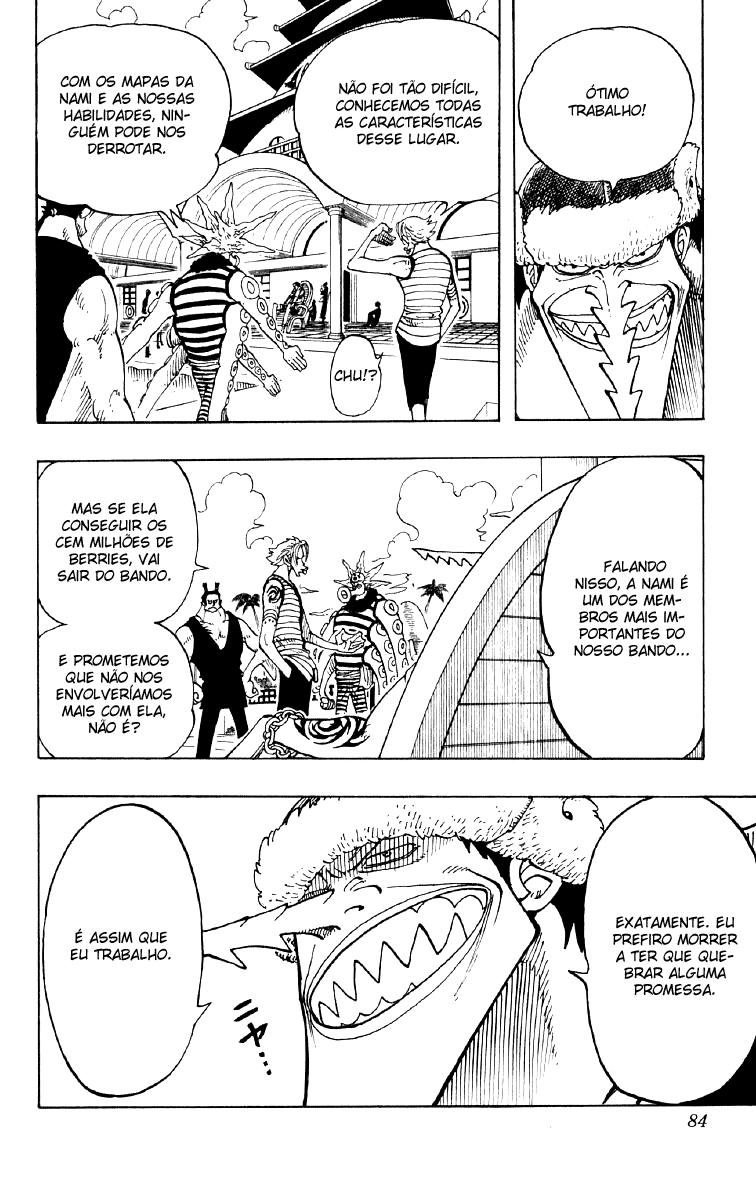 ÓTIMO
TRABALHO!
NÃO FOI TÃO DIFÍCIL,
CONHECEMOS TODAS
AS CARACTERÍSTICAS
DESSE LUGAR.
COM OS MAPAS DA
NAMI E AS NOSSAS
HABILIDADES, NIN-
GUÉM PODE NOS
DERROTAR.
CHU!?
FALANDO
NISSO, A NAMI É
UM DOS MEM-
BROS MAIS IM-
PORTANTES DO
NOSSO BANDO...
MAS SE ELA
CONSEGUIR OS
CEM MILHÕES DE
BERRIES, VAI
SAIR DO BANDO.
E PROMETEMOS
QUE NÃO NOS
ENVOLVERÍAMOS
MAIS COM ELA,
NÃO É?
EXATAMENTE. EU
PREFIRO MORRER
A TER QUE QUE-
BRAR ALGUMA
PROMESSA.
É ASSIM QUE
EU TRABALHO.
ニヤ…
84